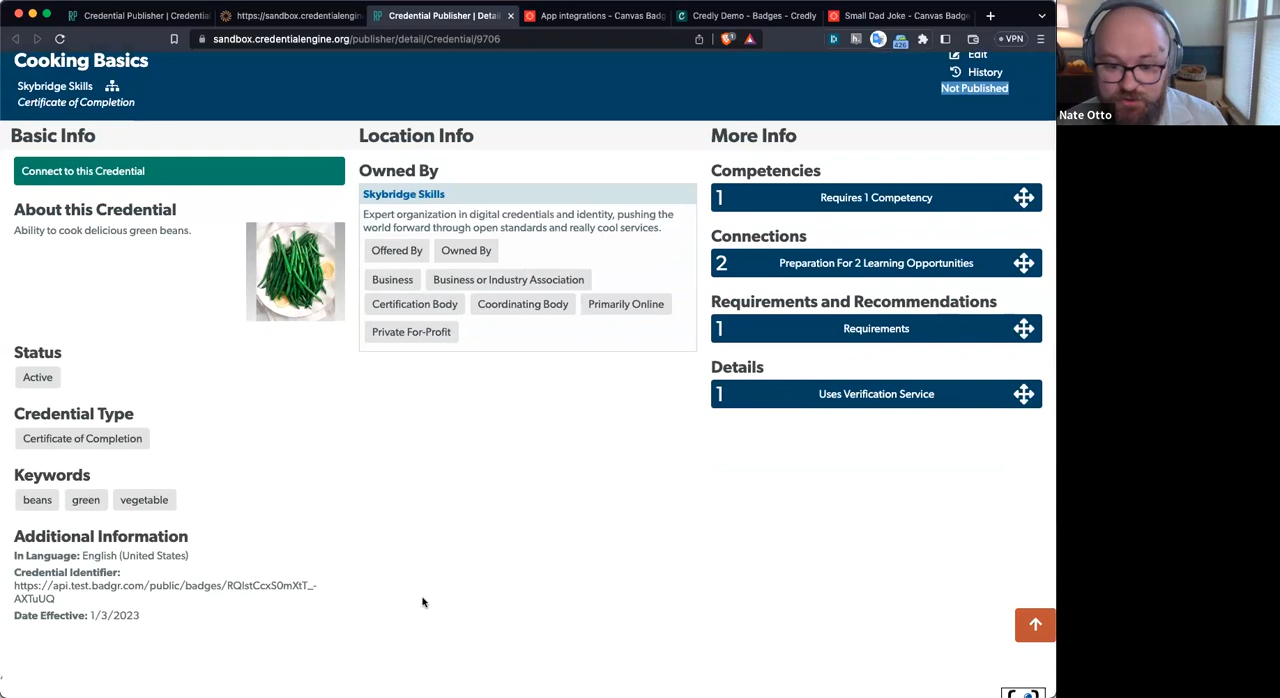 Credential Publisher | Credential
https://sandbox.credentialengin
Credential Publisher | Detai
App integrations - Canvas Badg
Credly Demo - Badges - Credly
Small Dad Joke - Canvas Badge
sandbox.credentialengine.org/publisher/detail/Credential/9706
1
426
VPN
Cooking Basics
Skybridge Skills
Certificate of Completion
Edit
History
Not Published
Nate Otto
Basic Info
Connect to this Credential
About this Credential
Ability to cook delicious green beans.
Status
Active
Credential Type
Certificate of Completion
Keywords
beans green vegetable
Additional Information
In Language: English (United States)
Credential Identifier:
https://api.test.badgr.com/public/badges/RQlstCcxS0mXtT_-
AXTuUQ
Date Effective: 1/3/2023
Location Info
Owned By
Skybridge Skills
Expert organization in digital credentials and identity, pushing the
world forward through open standards and really cool services.
Offered By Owned By
Business Business or Industry Association
Certification Body Coordinating Body Primarily Online
Private For-Profit
More Info
Competencies
1 Requires 1 Competency
Connections
2 Preparation For 2 Learning Opportunities
Requirements and Recommendations
1 Requirements
Details
1 Uses Verification Service